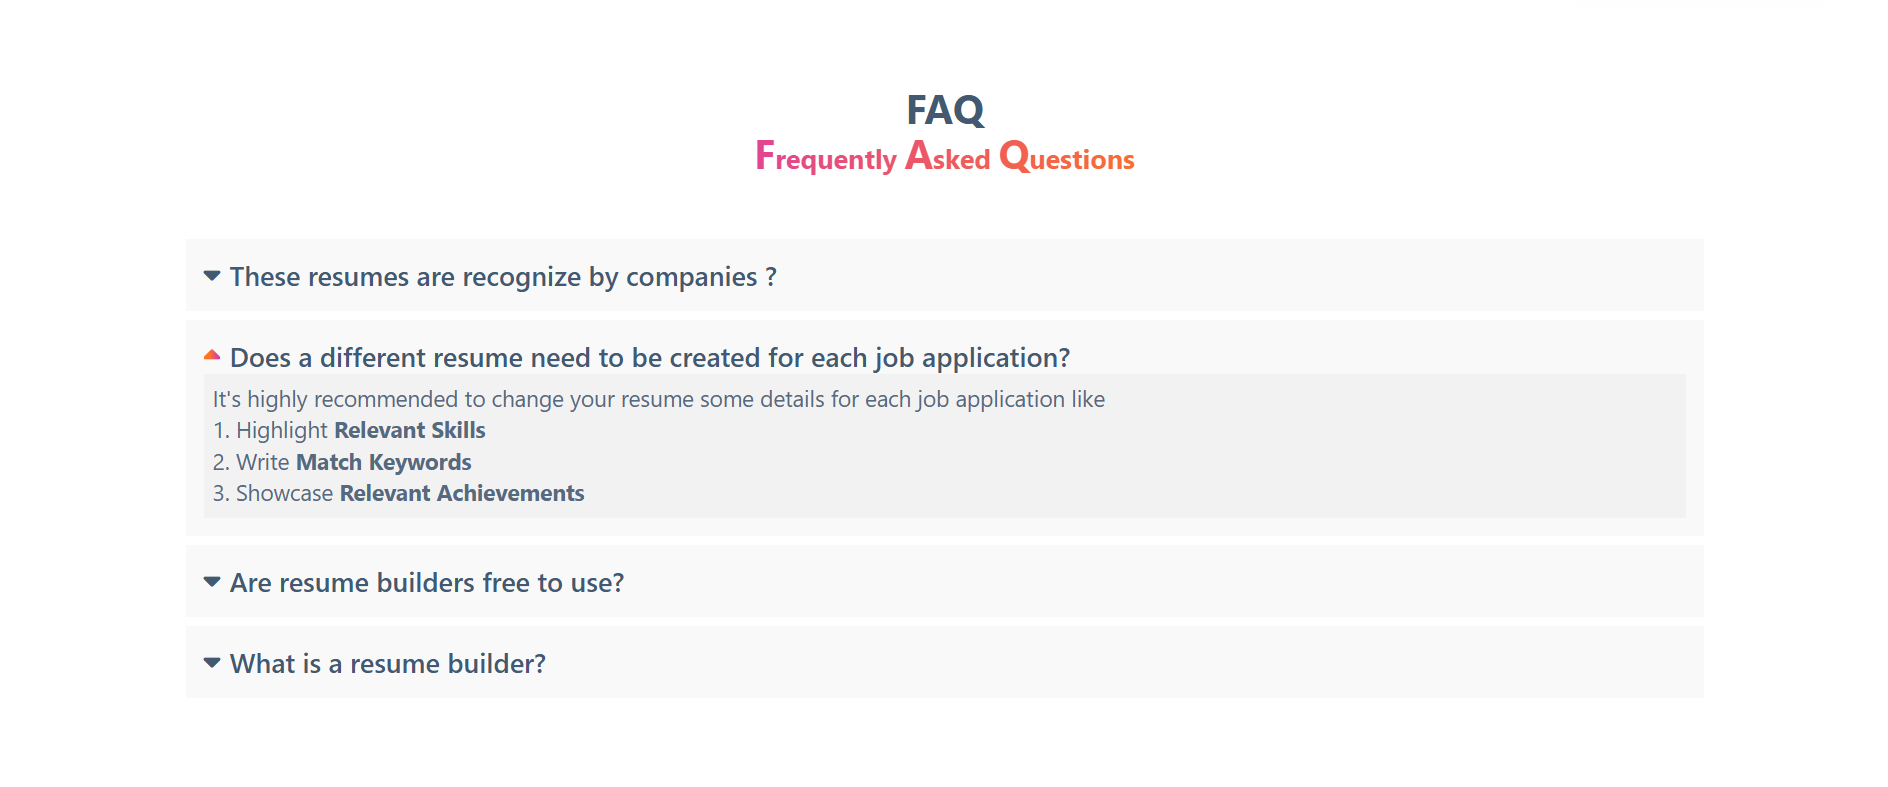 FAQ
Frequently Asked Questions
These resumes are recognize by companies ?
Does a different resume need to be created for each job application?
It's highly recommended to change your resume some details for each job application like
1. Highlight Relevant Skills
2. Write Match Keywords
3. Showcase Relevant Achievements
Are resume builders free to use?
What is a resume builder?